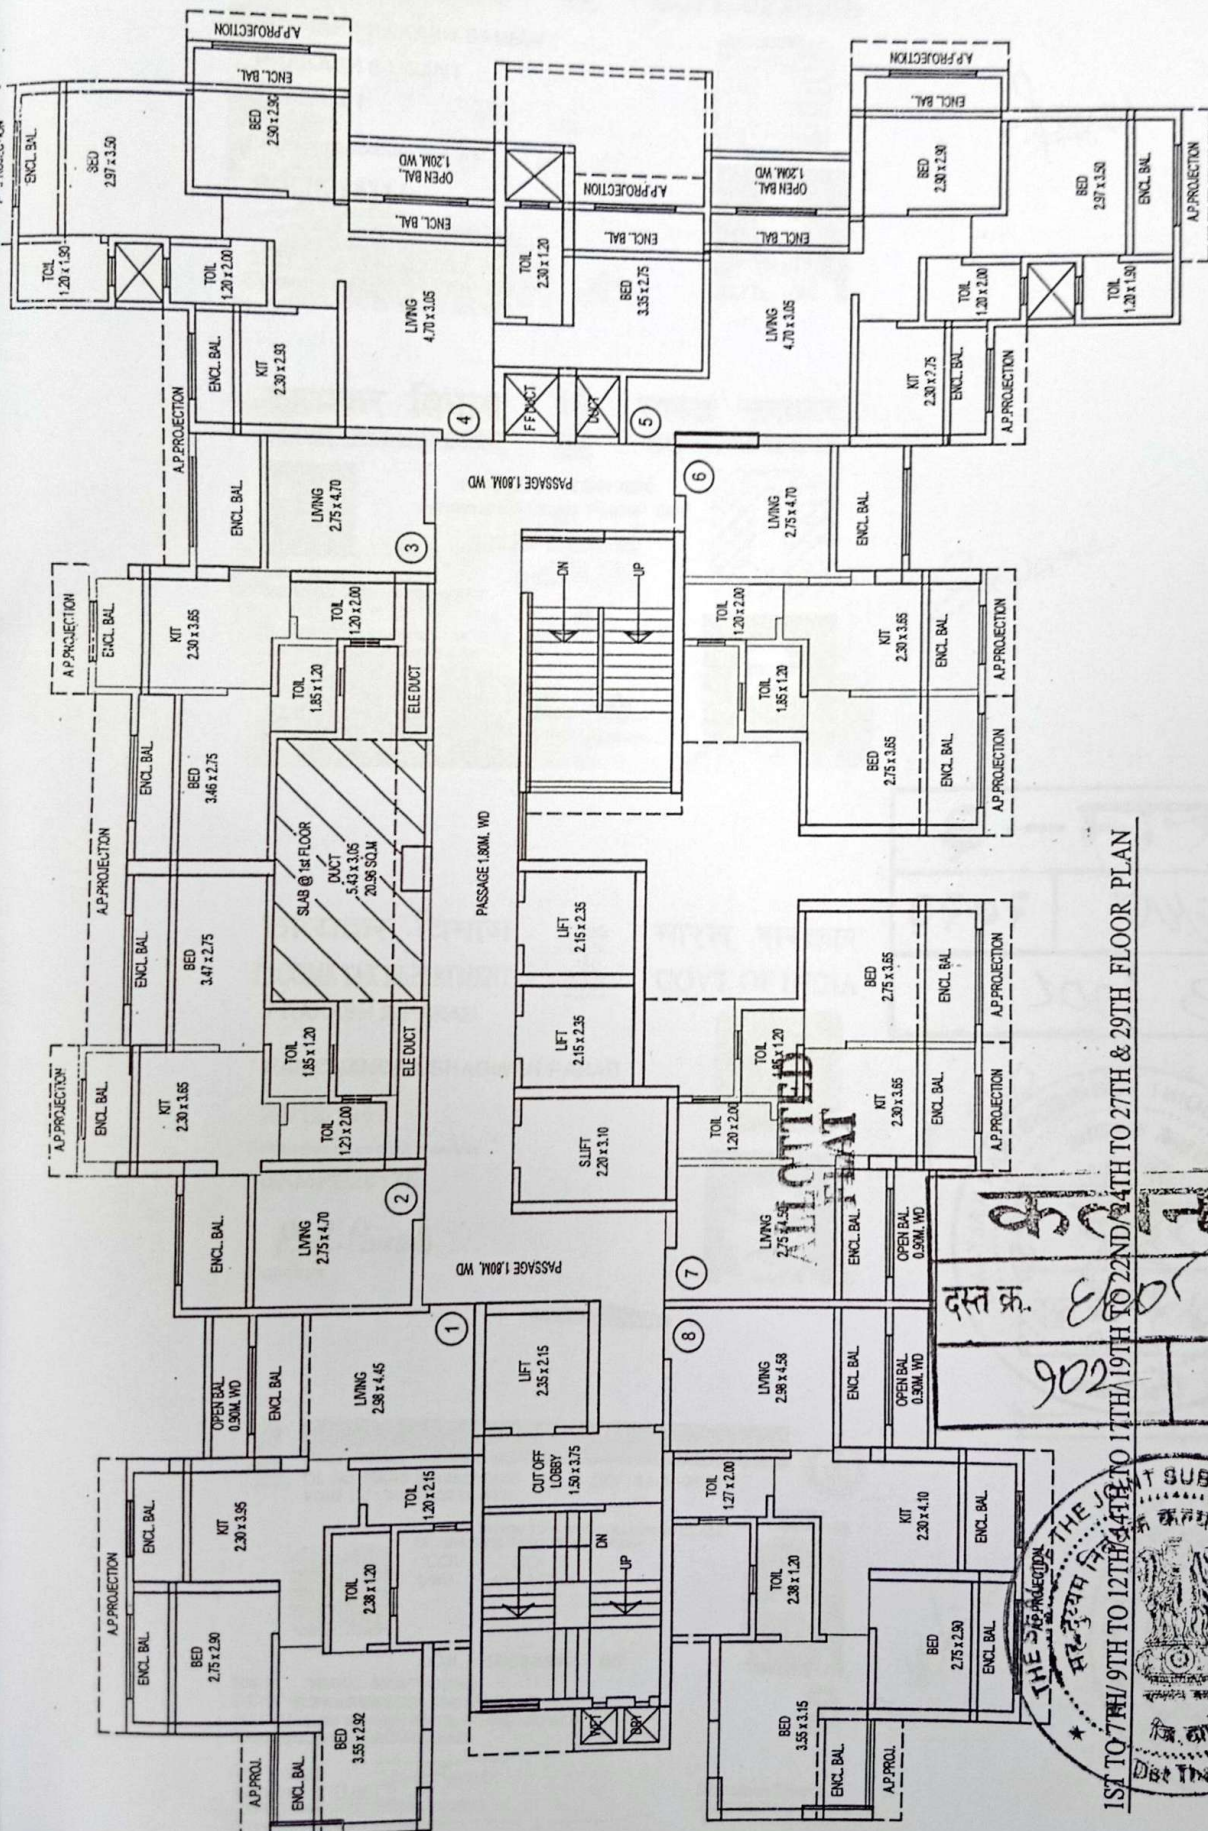 A.P.PROJECTION
ENCL. BAL.
BED
2.97 x 3.50
TOIL
1.20 x 1.90
TOIL
1.20 x 2.00
A.P.PROJECTION
ENCL. BAL.
BED
2.90 x 2.90
OPEN BAL.
1.20M. WD
ENCL. BAL.
ENCL. BAL.
KIT
2.30 x 2.93
LIVING
4.70 x 3.05
4
A.P.PROJECTION
TOIL
2.30 x 1.20
A.P.PROJECTION
ENCL. BAL.
BED
3.35 x 2.75
F F DUCT
DUCT
OPEN BAL.
1.20M. WD
ENCL. BAL.
LIVING
4.70 x 3.05
5
A.P.PROJECTION
ENCL. BAL.
BED
2.90 x 2.90
BED
2.97 x 3.50
ENCL. BAL.
A.P.PROJECTION
TOIL
1.20 x 2.00
TOIL
1.20 x 1.90
KIT
2.30 x 2.75
ENCL. BAL.
A.P.PROJECTION
ENCL. BAL.
LIVING
2.75 x 4.70
3
PASSAGE 1.80M. WD
6
LIVING
2.75 x 4.70
ENCL. BAL.
A.P.PROJECTION
ENCL. BAL.
KIT
2.30 x 3.65
TOIL
1.20 x 2.00
TOIL
1.85 x 1.20
ELE DUCT
DN
UP
TOIL
1.20 x 2.00
TOIL
1.85 x 1.20
KIT
2.30 x 3.65
ENCL. BAL.
A.P.PROJECTION
A.P.PROJECTION
ENCL. BAL.
BED
3.46 x 2.75
BED
2.75 x 3.65
ENCL. BAL.
A.P.PROJECTION
SLAB @ 1st FLOOR
DUCT
5.43 x 3.05
20.96 SQ.M
PASSAGE 1.80M. WD
ENCL. BAL.
BED
3.47 x 2.75
LIFT
2.15 x 2.35
LIFT
2.15 x 2.35
BED
2.75 x 3.65
ENCL. BAL.
A.P.PROJECTION
A.P.PROJECTION
ENCL. BAL.
KIT
2.30 x 3.65
TOIL
1.85 x 1.20
TOIL
1.20 x 2.00
ELE DUCT
S.LIFT
2.20 x 3.10
TOIL
1.85 x 1.20
TOIL
1.20 x 2.00
KIT
2.30 x 3.65
ENCL. BAL.
A.P.PROJECTION
ALLOTTED
FLAT
ENCL. BAL.
LIVING
2.75 x 4.70
2
PASSAGE 1.80M. WD
7
LIVING
ENCL. BAL.
OPEN BAL.
0.90M. WD
OPEN BAL.
0.90M. WD
ENCL. BAL.
LIVING
2.98 x 4.45
1
LIFT
2.35 x 2.15
8
LIVING
2.98 x 4.58
ENCL. BAL.
OPEN BAL.
0.90M. WD
A.P.PROJECTION
ENCL. BAL.
KIT
2.30 x 3.95
TOIL
1.20 x 2.15
TOIL
2.38 x 1.20
CUT OFF
LOBBY
1.50 x 3.75
DN
UP
TOIL
1.27 x 2.00
TOIL
2.38 x 1.20
KIT
2.30 x 4.10
ENCL. BAL.
A.P.PROJECTION
ENCL. BAL.
BED
2.75 x 2.90
BED
3.55 x 2.92
A.P.PROJ.
ENCL. BAL.
WET
DRY
BED
2.75 x 2.90
ENCL. BAL.
BED
3.55 x 3.15
ENCL. BAL.
A.P.PROJ.
1ST TO 7TH/ 9TH TO 12TH/ 14TH TO 17TH/ 19TH TO 22ND/ 24TH TO 27TH & 29TH FLOOR PLAN
दस्त क्र.
902
THE JOINT SUB